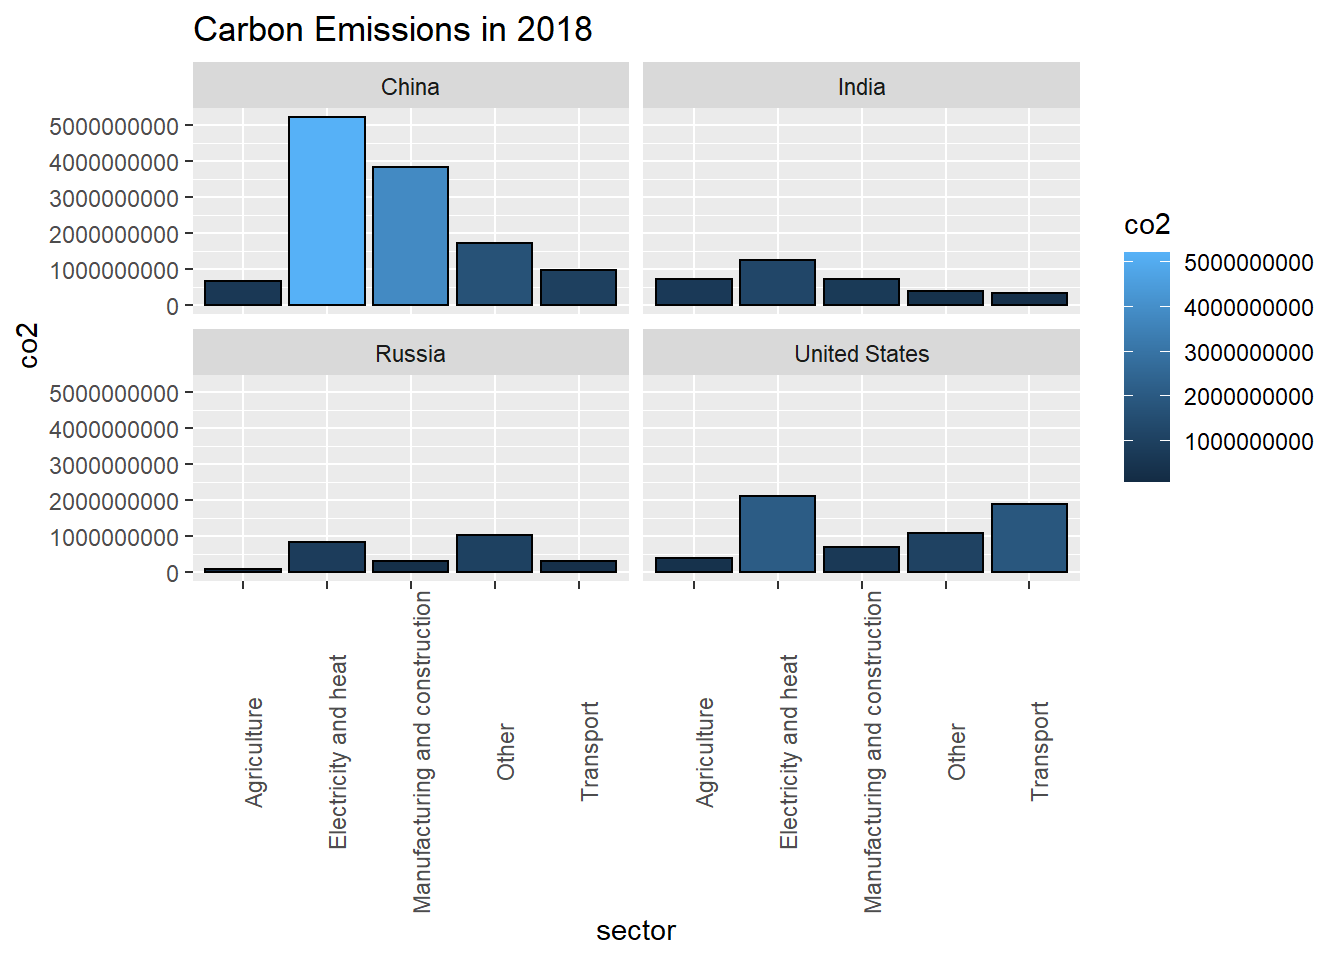 Carbon Emissions in 2018
China
India
5000000000
4000000000
3000000000
2000000000
1000000000
0
Russia
United States
5000000000
4000000000
3000000000
2000000000
1000000000
0
co2
Agriculture
Electricity and heat
Manufacturing and construction
Other
Transport
Agriculture
Electricity and heat
Manufacturing and construction
Other
Transport
sector
co2
5000000000
4000000000
3000000000
2000000000
1000000000